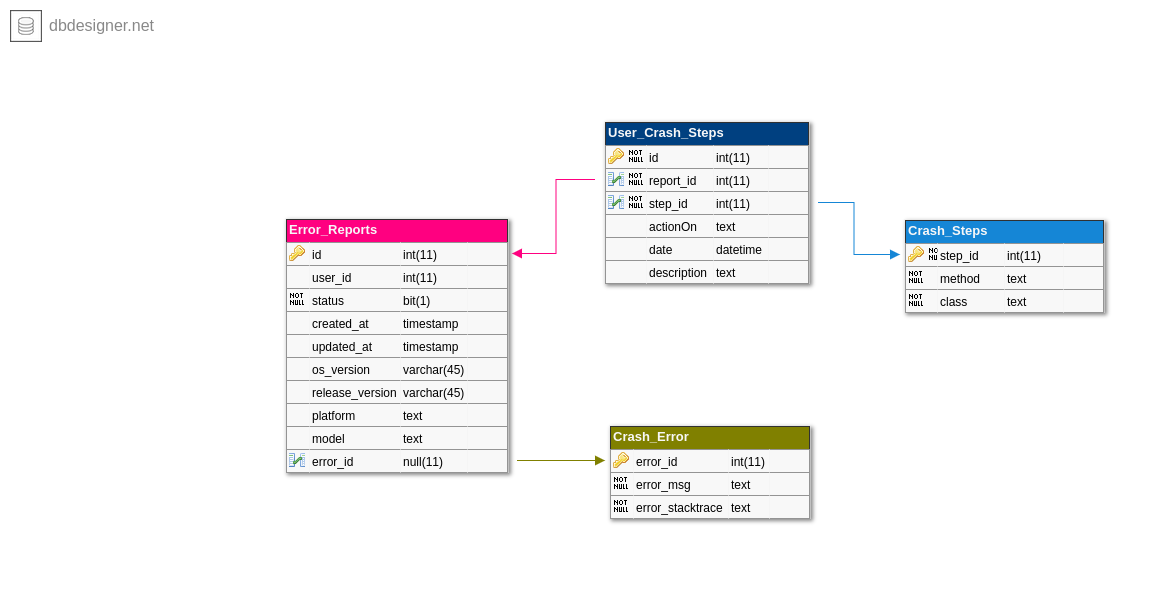 dbdesigner.net
User_Crash_Steps
NOT NULL id int(11)
NOT NULL report_id int(11)
NOT NULL step_id int(11)
actionOn text
date datetime
description text
Error_Reports
id int(11)
user_id int(11)
NOT NULL status bit(1)
created_at timestamp
updated_at timestamp
os_version varchar(45)
release_version varchar(45)
platform text
model text
error_id null(11)
Crash_Steps
NO NU step_id int(11)
NOT NULL method text
NOT NULL class text
Crash_Error
error_id int(11)
NOT NULL error_msg text
NOT NULL error_stacktrace text